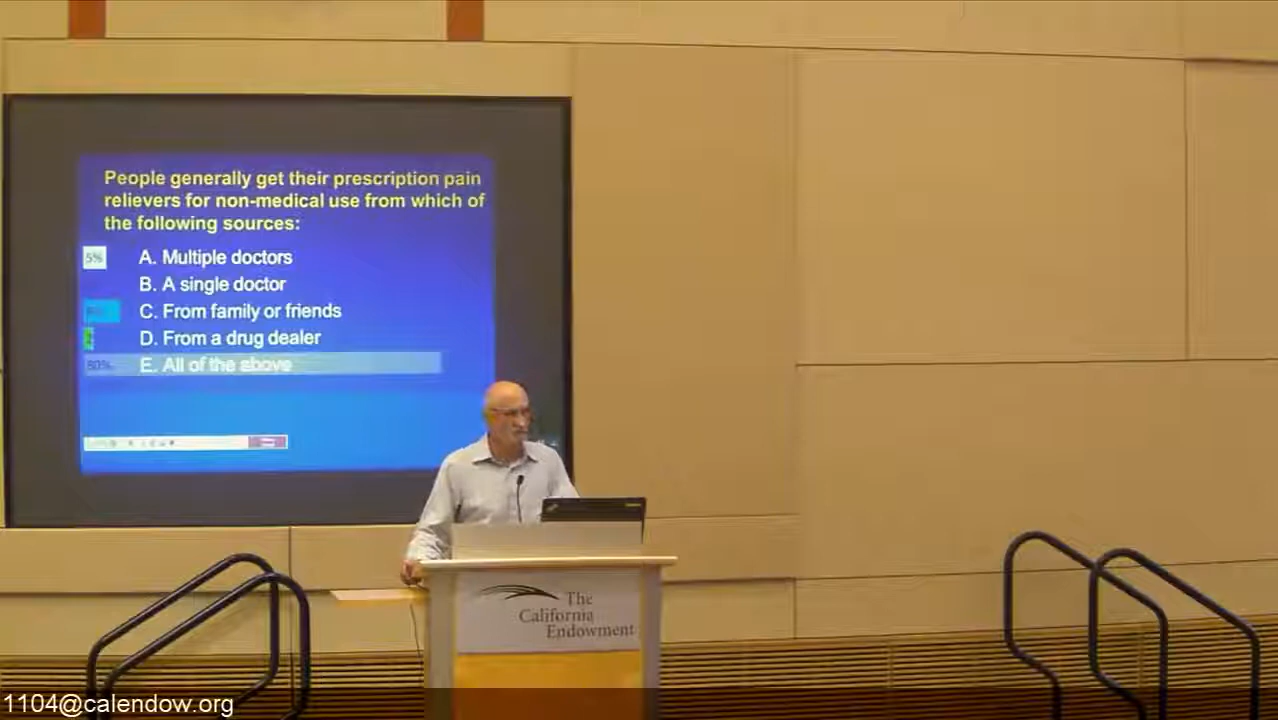 People generally get their prescription pain
relievers for non-medical use from which of
the following sources:
5% A. Multiple doctors
B. A single doctor
C. From family or friends
D. From a drug dealer
80% E. All of the above
The
California
Endowment
1104@calendow.org